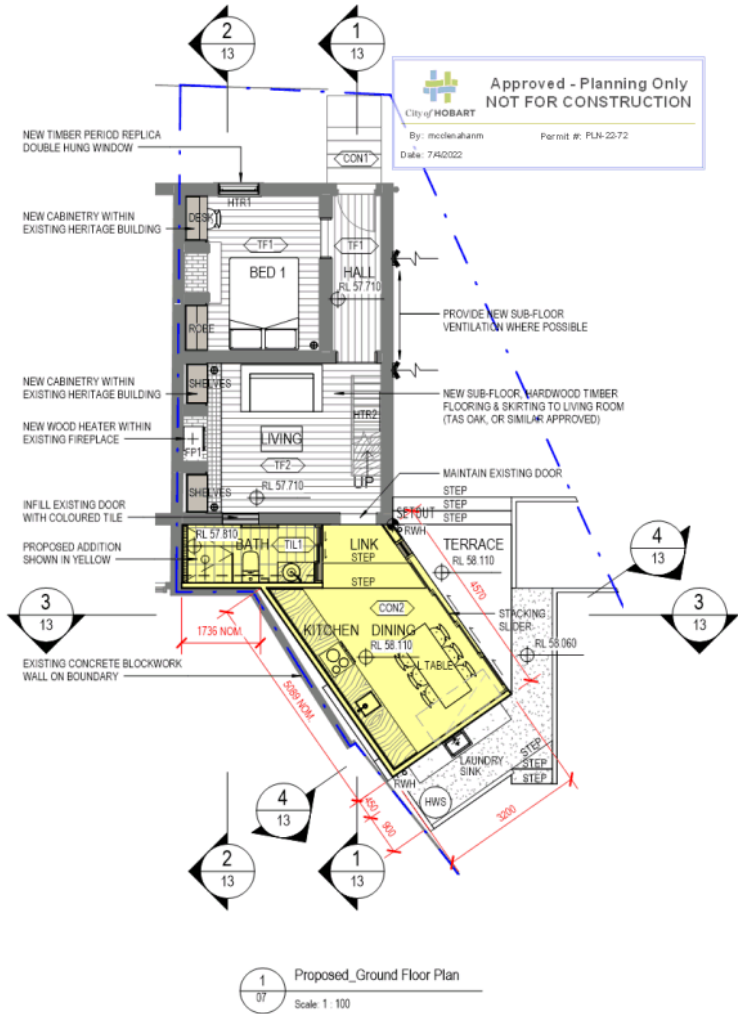 2
13
1
13
City of HOBART
Approved - Planning Only
NOT FOR CONSTRUCTION
By: mcclenahanm
Permit #: PLN-22-72
Date: 7/4/2022
NEW TIMBER PERIOD REPLICA
DOUBLE HUNG WINDOW
CON1
HTR1
NEW CABINETRY WITHIN
EXISTING HERITAGE BUILDING
DESK
TF1
TF1
BED 1
HALL
RL 57.710
PROVIDE NEW SUB-FLOOR
VENTILATION WHERE POSSIBLE
ROBE
NEW CABINETRY WITHIN
EXISTING HERITAGE BUILDING
SHELVES
NEW SUB-FLOOR, HARDWOOD TIMBER
FLOORING & SKIRTING TO LIVING ROOM
(TAS OAK, OR SIMILAR APPROVED)
HTR2
NEW WOOD HEATER WITHIN
EXISTING FIREPLACE
FP1
LIVING
TF2
UP
MAINTAIN EXISTING DOOR
SHELVES
RL 57.710
STEP
STEP
STEP
INFILL EXISTING DOOR
WITH COLOURED TILE
SETOUT
RWH
RL 57.810
BATH
TIL1
LINK
STEP
STEP
TERRACE
RL 58.110
PROPOSED ADDITION
SHOWN IN YELLOW
4
13
4570
CON2
STACKING
SLIDER
3
13
3
13
1736 NOM.
KITCHEN
DINING
RL 58.110
TABLE
RL 58.060
EXISTING CONCRETE BLOCKWORK
WALL ON BOUNDARY
5089 NOM.
LAUNDRY
SINK
STEP
STEP
STEP
RWH
HWS
4
13
450
900
3200
2
13
1
13
1
07
Proposed_Ground Floor Plan
Scale: 1 : 100